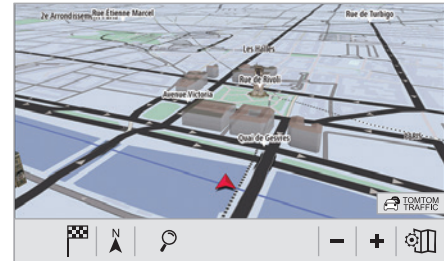 2e Arrondissem
Rue Etienne Marcel
Rue de Turbigo
Les Halles
Rue de Rivoli
Avenue Victoria
Quai de Gesvres
PARIS
TOMTOM
TRAFFIC
N